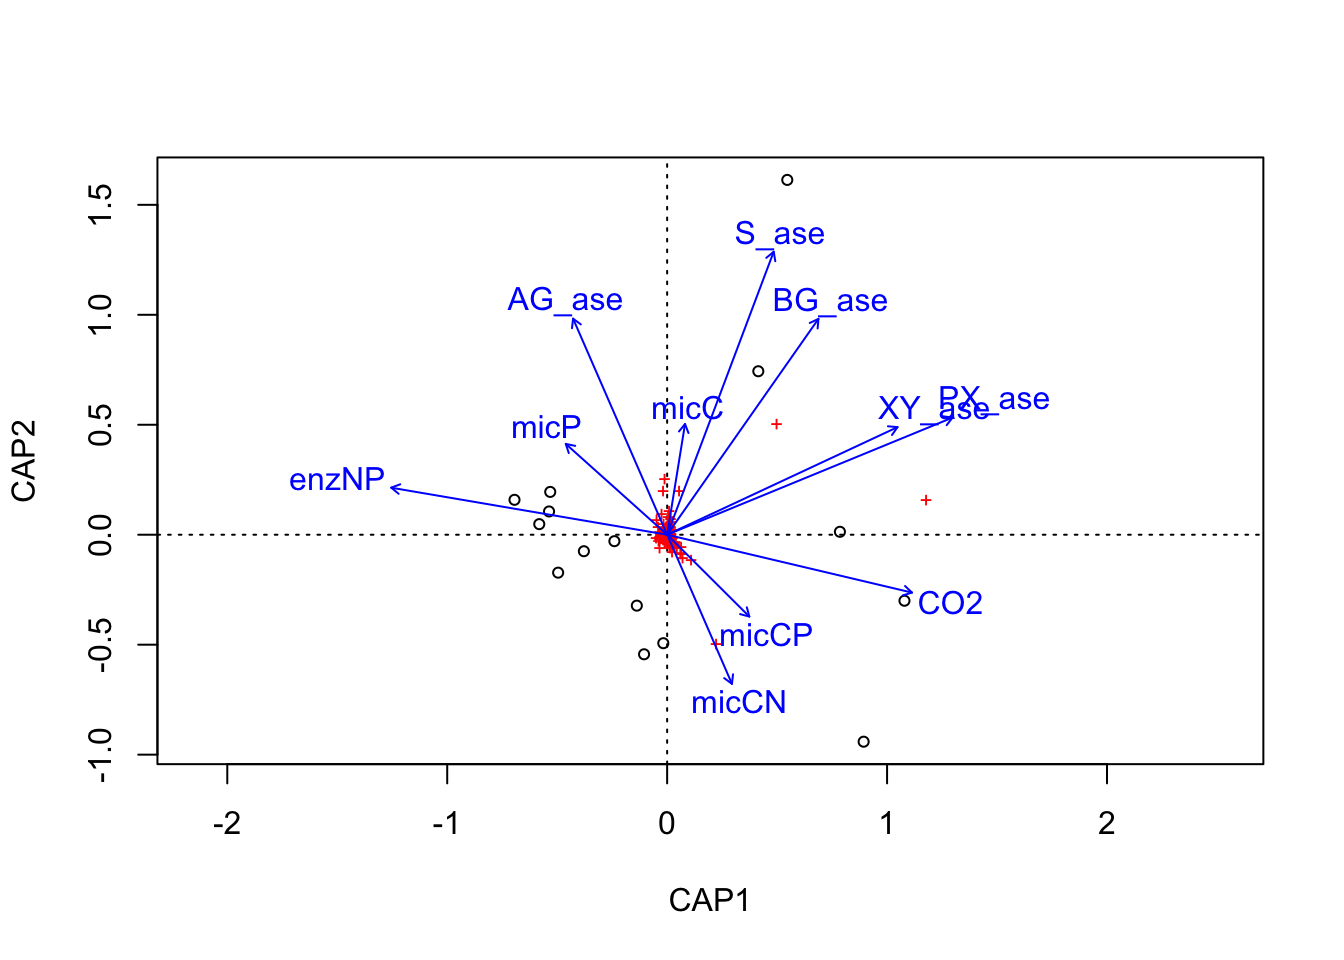 S_ase
AG_ase
BG_ase
micC
XY_ase
PX_ase
micP
enzNP
CO2
micCP
micCN
CAP2
1.5
1.0
0.5
0.0
-0.5
-1.0
-2
-1
0
1
2
CAP1